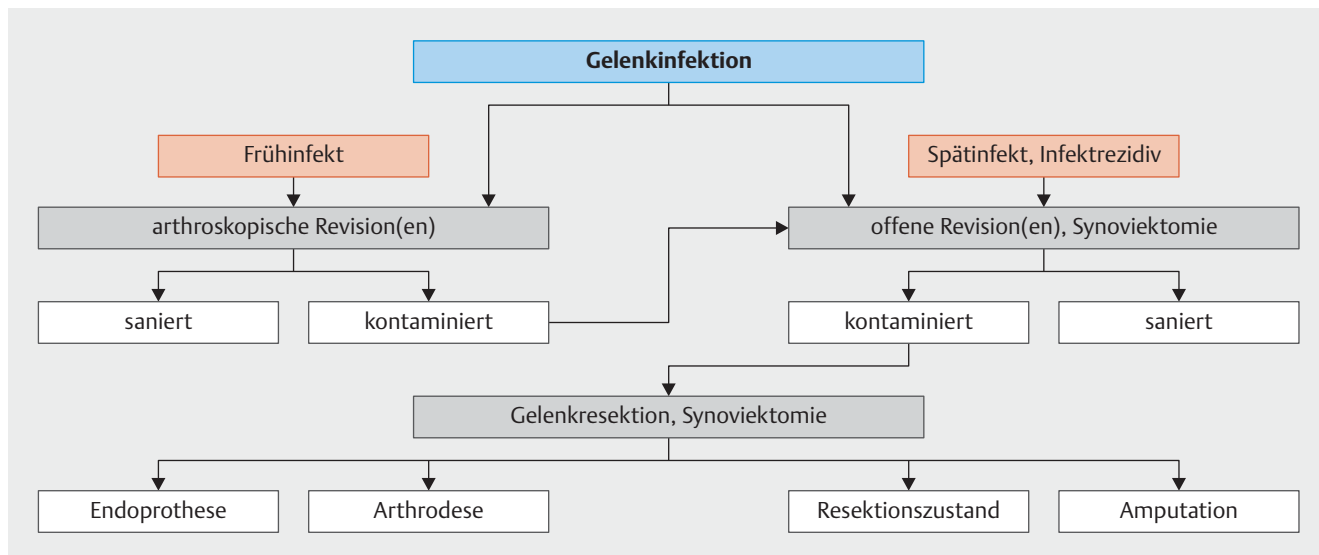 Gelenkinfektion
Frühinfekt
Spätinfekt, Infektrezidiv
arthroskopische Revision(en)
offene Revision(en), Synoviektomie
saniert
kontaminiert
kontaminiert
saniert
Gelenkresektion, Synoviektomie
Endoprothese
Arthrodese
Resektionszustand
Amputation